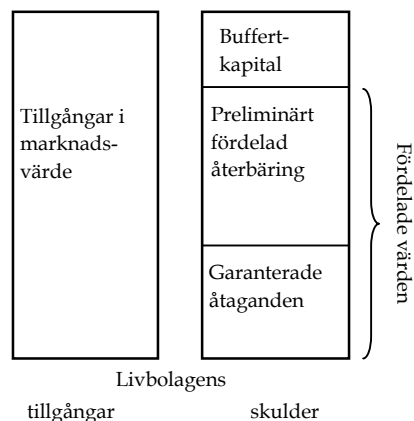 Tillgångar i
marknads-
värde
Buffert-
kapital
Preliminärt
fördelad
återbäring
Garanterade
åtaganden
Fördelade värden
Livbolagens
tillgångar
skulder